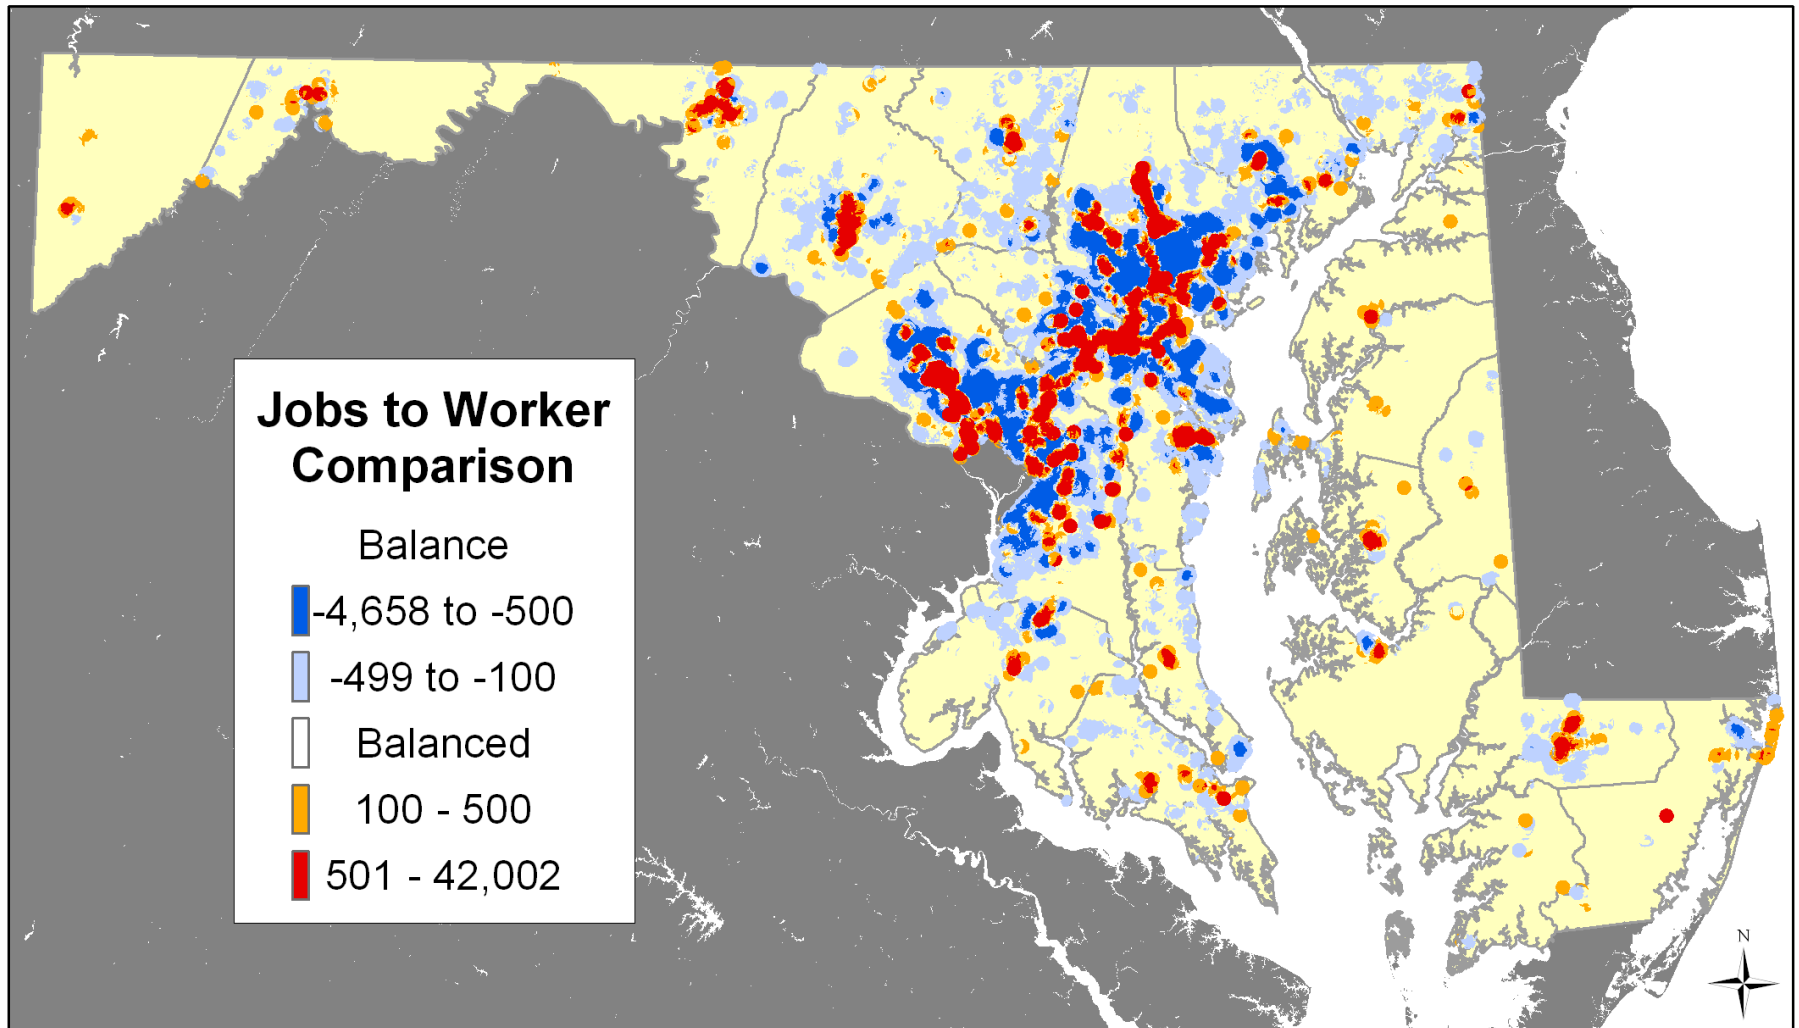 Jobs to Worker
Comparison
Balance
-4,658 to -500
-499 to -100
Balanced
100 - 500
501 - 42,002
N